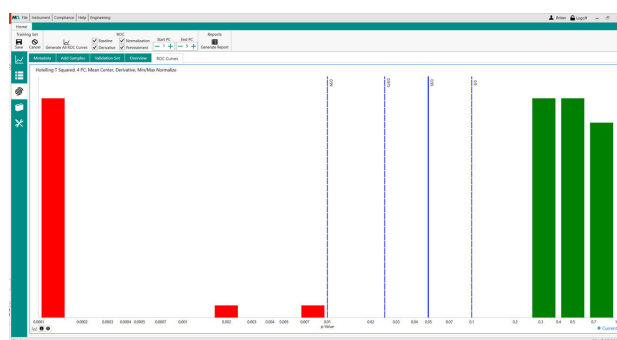 File Instrument Compliance Help Engineering
Logoff
Home
Training Set ROC Reports
Save Cancel Generate All ROC Curves Baseline Normalization Start PC End PC Generate Report
Derivative Pretreatment 1 5
Metadata Add Samples Validation Set Overview ROC Curves
Hotelling T Squared, 4 PC, Mean Center, Derivative, Min/Max Normalize
0.0001 0.0002 0.0003 0.0004 0.0005 0.0007 0.001 0.002 0.003 0.004 0.005 0.007 0.01 0.02 0.03 0.04 0.05 0.07 0.1 0.2 0.3 0.4 0.5 0.7
p Value
Current